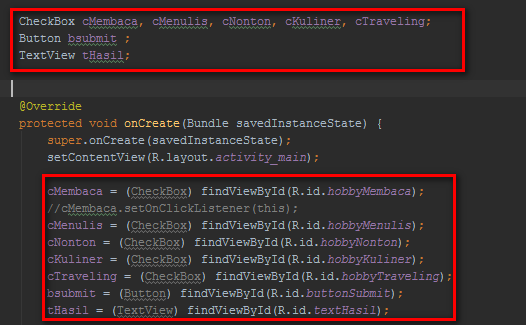 CheckBox cMembaca, cMenulis, cNonton, cKuliner, cTraveling;
Button bsubmit ;
TextView tHasil;
@Override
protected void onCreate(Bundle savedInstanceState) {
super.onCreate(savedInstanceState);
setContentView(R.layout.activity_main);
cMembaca = (CheckBox) findViewById(R.id.hobbyMembaca);
//cMembaca.setOnClickListener(this);
cMenulis = (CheckBox) findViewById(R.id.hobbyMenulis);
cNonton = (CheckBox) findViewById(R.id.hobbyNonton);
cKuliner = (CheckBox) findViewById(R.id.hobbyKuliner);
cTraveling = (CheckBox) findViewById(R.id.hobbyTraveling);
bsubmit = (Button) findViewById(R.id.buttonSubmit);
tHasil = (TextView) findViewById(R.id.textHasil);